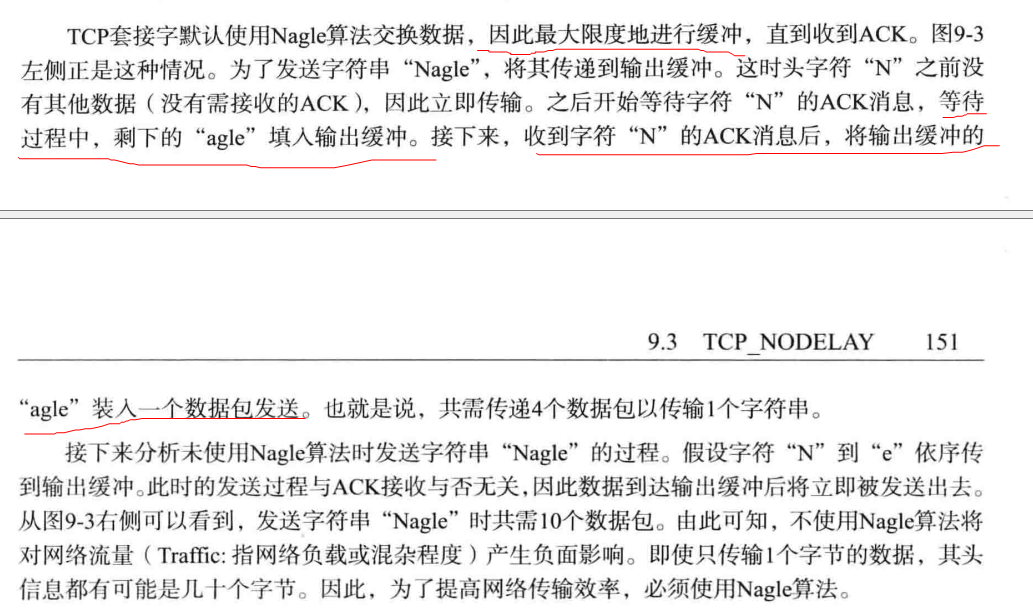 TCP套接字默认使用Nagle算法交换数据，因此最大限度地进行缓冲，直到收到ACK。图9-3
左侧正是这种情况。为了发送字符串“Nagle”，将其传递到输出缓冲。这时头字符“N”之前没
有其他数据（没有需接收的ACK），因此立即传输。之后开始等待字符“N”的ACK消息，等待
过程中，剩下的“agle”填入输出缓冲。接下来，收到字符“N”的ACK消息后，将输出缓冲的
9.3 TCP_NODELAY 151
“agle”装入一个数据包发送。也就是说，共需传递4个数据包以传输1个字符串。
接下来分析未使用Nagle算法时发送字符串“Nagle”的过程。假设字符“N”到“e”依序传
到输出缓冲。此时的发送过程与ACK接收与否无关，因此数据到达输出缓冲后将立即被发送出去。
从图9-3右侧可以看到，发送字符串“Nagle”时共需10个数据包。由此可知，不使用Nagle算法将
对网络流量（Traffic: 指网络负载或混杂程度）产生负面影响。即使只传输1个字节的数据，其头
信息都有可能是几十个字节。因此，为了提高网络传输效率，必须使用Nagle算法。